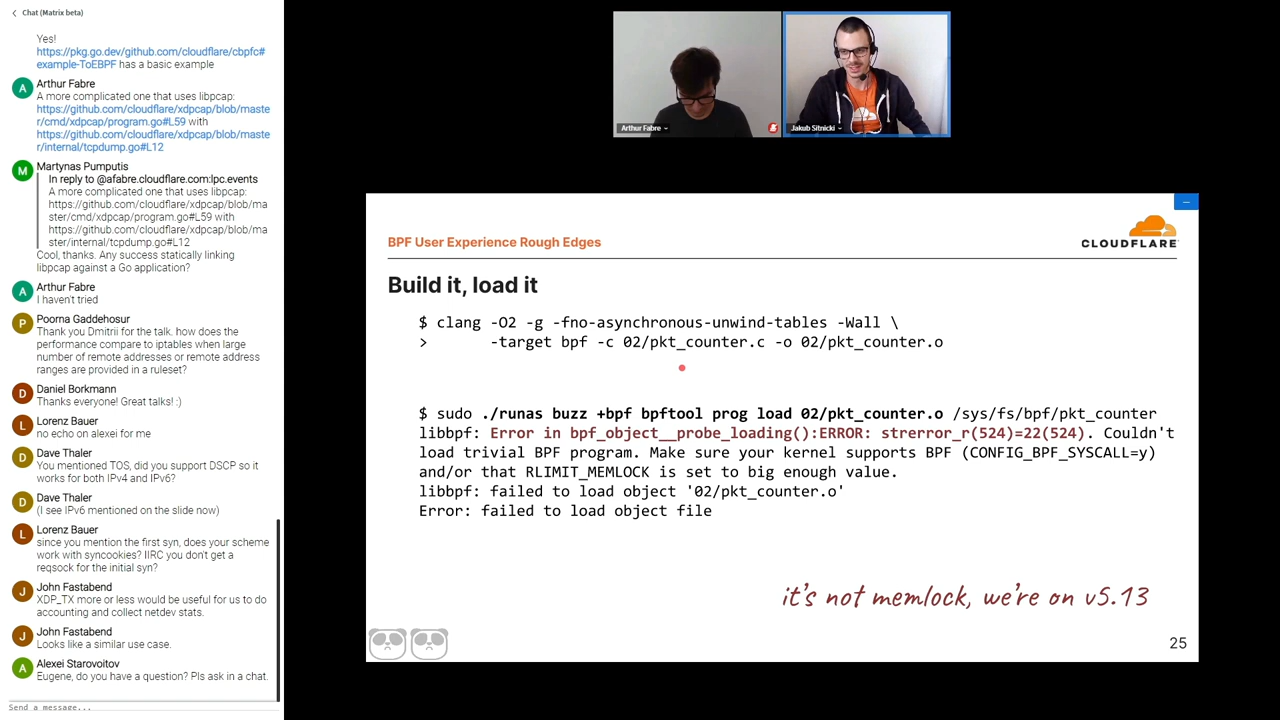 Chat (Matrix beta)
Yes!
https://pkg.go.dev/github.com/cloudflare/cbpfc#
example-ToEBPF has a basic example
A
Arthur Fabre
A more complicated one that uses libpcap:
https://github.com/cloudflare/xdpcap/blob/maste
r/cmd/xdpcap/program.go#L59 with
https://github.com/cloudflare/xdpcap/blob/maste
r/internal/tcpdump.go#L12
M
Martynas Pumputis
In reply to @afabre.cloudflare.com:lpc.events
A more complicated one that uses libpcap:
https://github.com/cloudflare/xdpcap/blob/ma
ster/cmd/xdpcap/program.go#L59 with
https://github.com/cloudflare/xdpcap/blob/ma
ster/internal/tcpdump.go#L12
Cool, thanks. Any success statically linking
libpcap against a Go application?
A
Arthur Fabre
I haven't tried
P
Poorna Gaddehosur
Thank you Dmitrii for the talk. how does the
performance compare to iptables when large
number of remote addresses or remote address
ranges are provided in a ruleset?
D
Daniel Borkmann
Thanks everyone! Great talks! :)
L
Lorenz Bauer
no echo on alexei for me
D
Dave Thaler
You mentioned TOS, did you support DSCP so it
works for both IPv4 and IPv6?
D
Dave Thaler
(I see IPv6 mentioned on the slide now)
L
Lorenz Bauer
since you mention the first syn, does your scheme
work with syncookies? IIRC you don't get a
reqsock for the initial syn?
J
John Fastabend
XDP_TX more or less would be useful for us to do
accounting and collect netdev stats.
J
John Fastabend
Looks like a similar use case.
A
Alexei Starovoitov
Eugene, do you have a question? Pls ask in a chat.
Send a message...
Arthur Fabre
Jakub Sitnicki
BPF User Experience Rough Edges
CLOUDFLARE
Build it, load it
$ clang -O2 -g -fno-asynchronous-unwind-tables -Wall \
> -target bpf -c 02/pkt_counter.c -o 02/pkt_counter.o
$ sudo ./runas buzz +bpf bpftool prog load 02/pkt_counter.o /sys/fs/bpf/pkt_counter
libbpf: Error in bpf_object__probe_loading():ERROR: strerror_r(524)=22(524). Couldn't
load trivial BPF program. Make sure your kernel supports BPF (CONFIG_BPF_SYSCALL=y)
and/or that RLIMIT_MEMLOCK is set to big enough value.
libbpf: failed to load object '02/pkt_counter.o'
Error: failed to load object file
it's not memlock, we're on v5.13
25